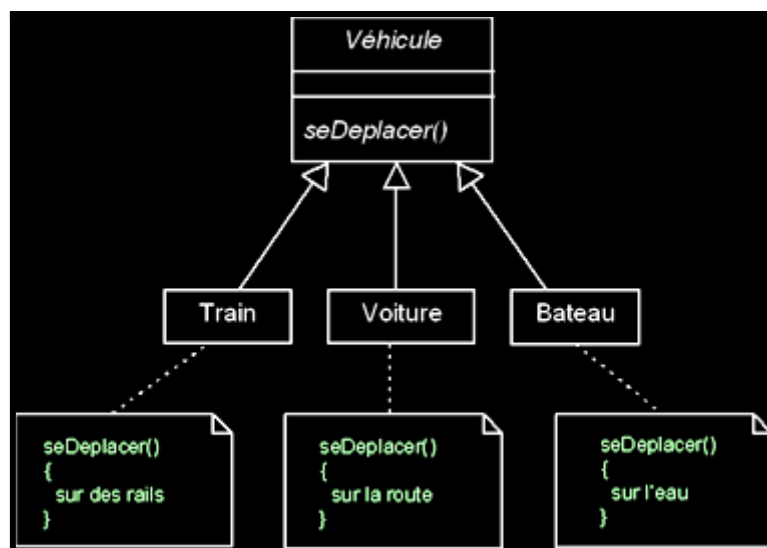 Véhicule
seDeplacer()
Train
Voiture
Bateau
seDeplacer()
{
sur des rails
}
seDeplacer()
{
sur la route
}
seDeplacer()
{
sur l'eau
}